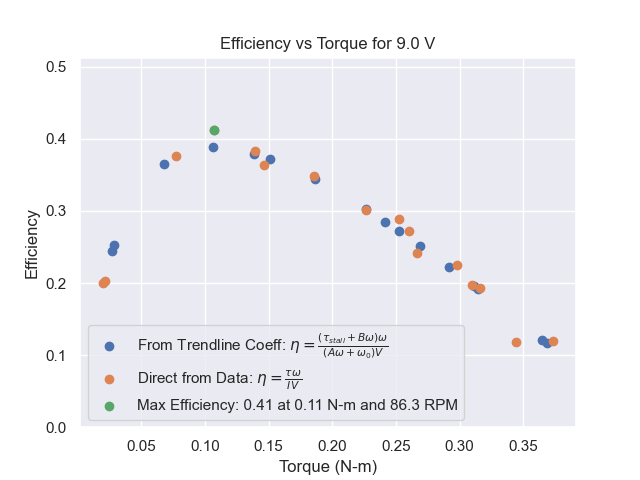 Efficiency vs Torque for 9.0 V
0.5
0.4
0.3
0.2
0.1
0.0
Efficiency
From Trendline Coeff: η = (τ_stall + Bω)ω / (Aω + ω₀)V
Direct from Data: η = τω / IV
Max Efficiency: 0.41 at 0.11 N-m and 86.3 RPM
0.05 0.10 0.15 0.20 0.25 0.30 0.35
Torque (N-m)